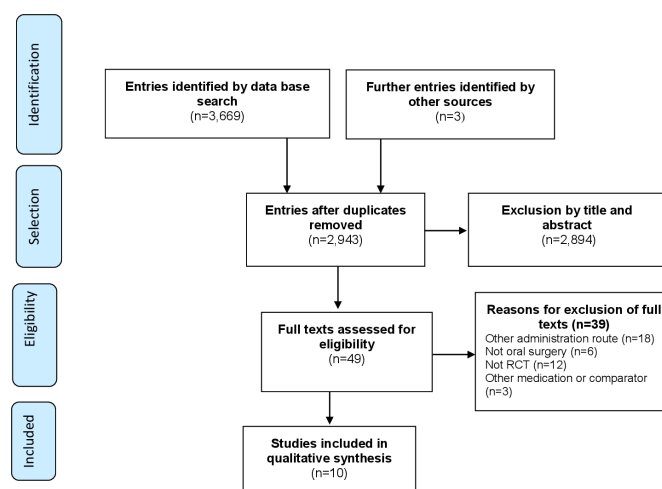 Identification
Entries identified by data base
search
(n=3,669)
Further entries identified by
other sources
(n=3)
Selection
Entries after duplicates
removed
(n=2,943)
Exclusion by title and
abstract
(n=2,894)
Eligibility
Full texts assessed for
eligibility
(n=49)
Reasons for exclusion of full
texts (n=39)
Other administration route (n=18)
Not oral surgery (n=6)
Not RCT (n=12)
Other medication or comparator
(n=3)
Included
Studies included in
qualitative synthesis
(n=10)